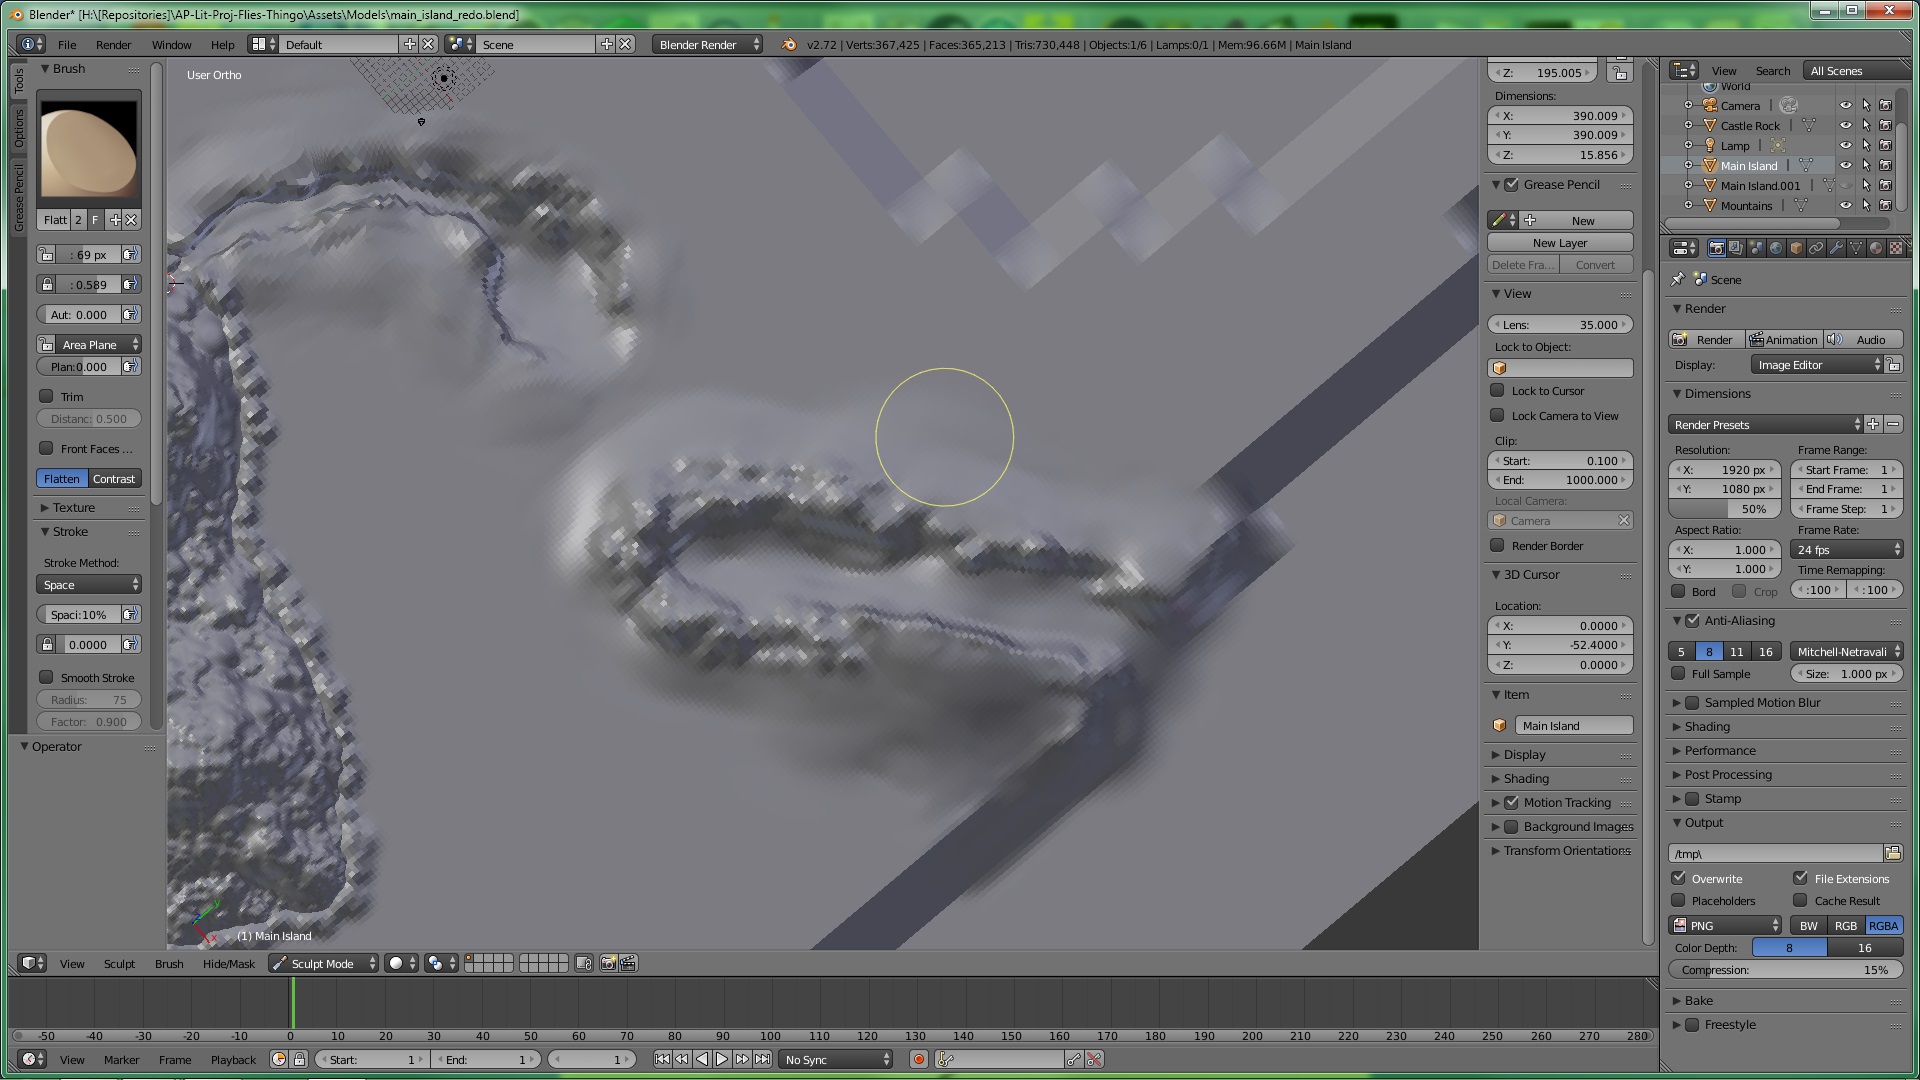 Blender* [H:\[Repositories]\AP-Lit-Proj-Flies-Thingo\Assets\Models\main_island_redo.blend]
File Render Window Help Default Scene Blender Render v2.72 | Verts:367,425 | Faces:365,213 | Tris:730,448 | Objects:1/6 | Lamps:0/1 | Mem:96.66M | Main Island
Tools
Options
Grease Pencil
Brush
Flatt 2 F
: 69 px
: 0.589
Aut: 0.000
Area Plane
Plan:0.000
Trim
Distanc: 0.500
Front Faces ...
Flatten Contrast
Texture
Stroke
Stroke Method:
Space
Spaci:10%
0.0000
Smooth Stroke
Radius: 75
Factor: 0.900
Operator
User Ortho
(1) Main Island
Z: 195.005
Dimensions:
X: 390.009
Y: 390.009
Z: 15.856
Grease Pencil
New
New Layer
Delete Fra... Convert
View
Lens: 35.000
Lock to Object:
Lock to Cursor
Lock Camera to View
Clip:
Start: 0.100
End: 1000.000
Local Camera:
Camera
Render Border
3D Cursor
Location:
X: 0.0000
Y: -52.4000
Z: 0.0000
Item
Main Island
Display
Shading
Motion Tracking
Background Images
Transform Orientations
View Search All Scenes
World
Camera
Castle Rock
Lamp
Main Island
Main Island.001
Mountains
Scene
Render
Render Animation Audio
Display: Image Editor
Dimensions
Render Presets
Resolution: Frame Range:
X: 1920 px Start Frame: 1
Y: 1080 px End Frame: 1
50% Frame Step: 1
Aspect Ratio: Frame Rate:
X: 1.000 24 fps
Y: 1.000 Time Remapping:
Bord Crop :100 :100
Anti-Aliasing
5 8 11 16 Mitchell-Netravali
Full Sample Size: 1.000 px
Sampled Motion Blur
Shading
Performance
Post Processing
Stamp
Output
/tmp\
Overwrite File Extensions
Placeholders Cache Result
PNG BW RGB RGBA
Color Depth: 8 16
Compression: 15%
Bake
Freestyle
View Sculpt Brush Hide/Mask Sculpt Mode
-50 -40 -30 -20 -10 0 10 20 30 40 50 60 70 80 90 100 110 120 130 140 150 160 170 180 190 200 210 220 230 240 250 260 270 280
View Marker Frame Playback Start: 1 End: 1 1 No Sync